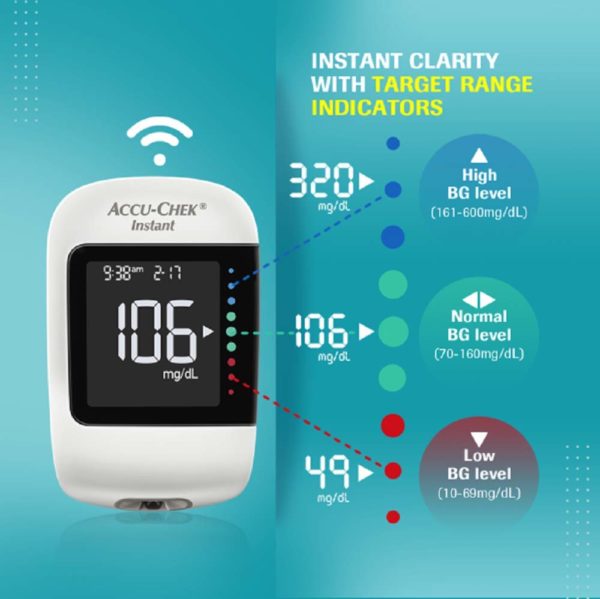 INSTANT CLARITY
WITH TARGET RANGE
INDICATORS
ACCU-CHEK®
Instant
9:38am 2-17
106
mg/dL
320
mg/dL
High
BG level
(161-600mg/dL)
106
mg/dL
Normal
BG level
(70-160mg/dL)
49
mg/dL
Low
BG level
(10-69mg/dL)